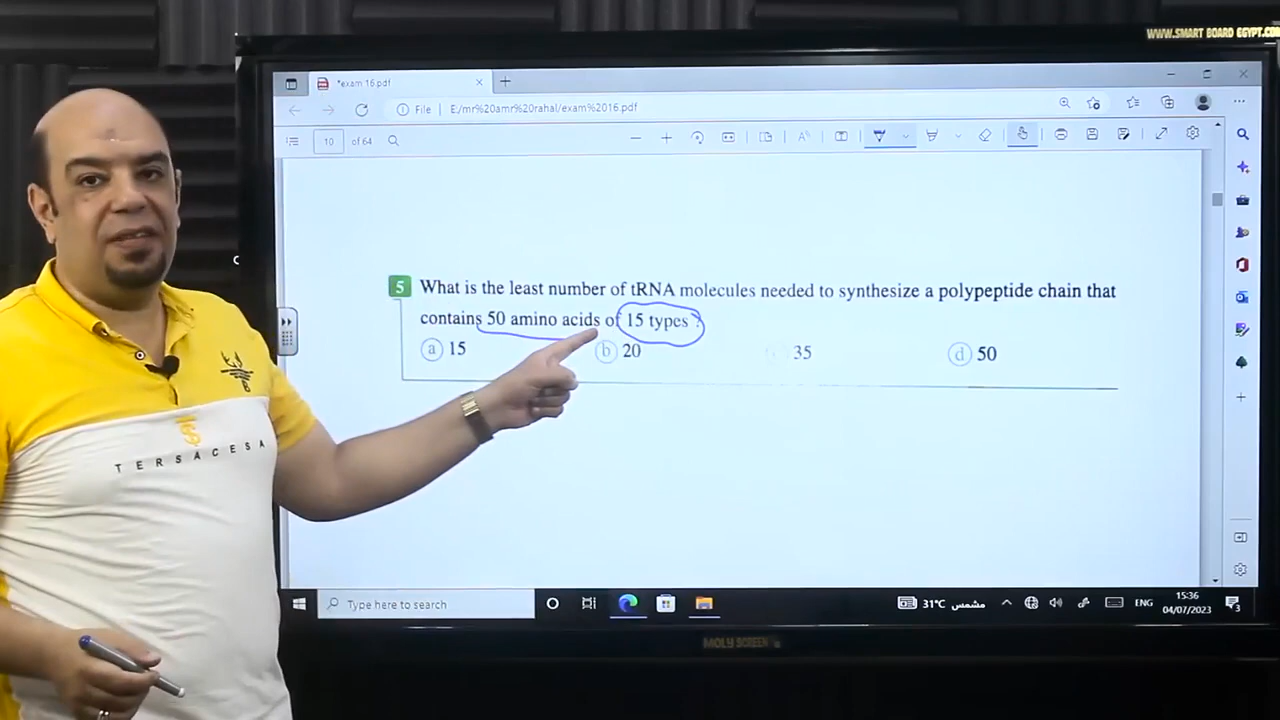 WWW.SMART BOARD EGYPT.COM
*exam 16.pdf
File E:/mr%20amr%20rahal/exam%2016.pdf
10 of 64
5 What is the least number of tRNA molecules needed to synthesize a polypeptide chain that
contains 50 amino acids of 15 types ?
a 15 b 20 35 d 50
TERSACESA
Type here to search
31°C مشمس ENG 15:36
04/07/2023
MOLY SCREEN